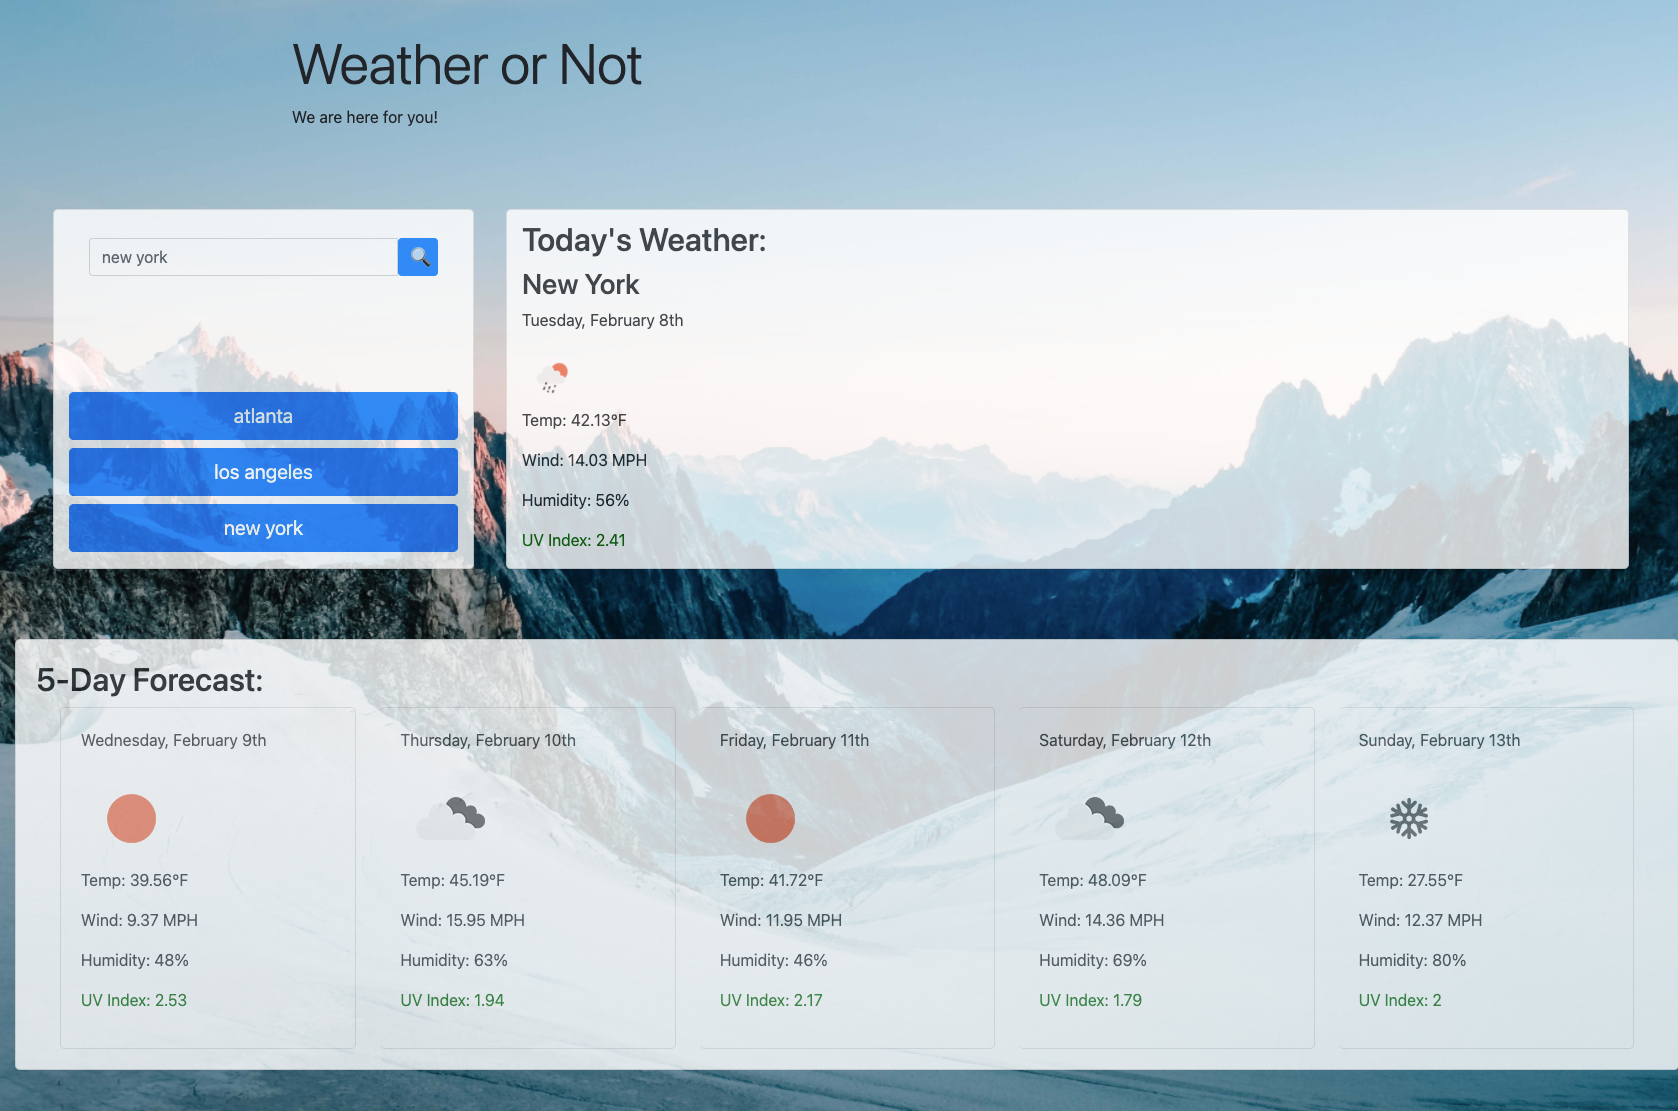 Weather or Not
We are here for you!
new york
atlanta
los angeles
new york
Today's Weather:
New York
Tuesday, February 8th
Temp: 42.13°F
Wind: 14.03 MPH
Humidity: 56%
UV Index: 2.41
5-Day Forecast:
Wednesday, February 9th
Temp: 39.56°F
Wind: 9.37 MPH
Humidity: 48%
UV Index: 2.53
Thursday, February 10th
Temp: 45.19°F
Wind: 15.95 MPH
Humidity: 63%
UV Index: 1.94
Friday, February 11th
Temp: 41.72°F
Wind: 11.95 MPH
Humidity: 46%
UV Index: 2.17
Saturday, February 12th
Temp: 48.09°F
Wind: 14.36 MPH
Humidity: 69%
UV Index: 1.79
Sunday, February 13th
Temp: 27.55°F
Wind: 12.37 MPH
Humidity: 80%
UV Index: 2